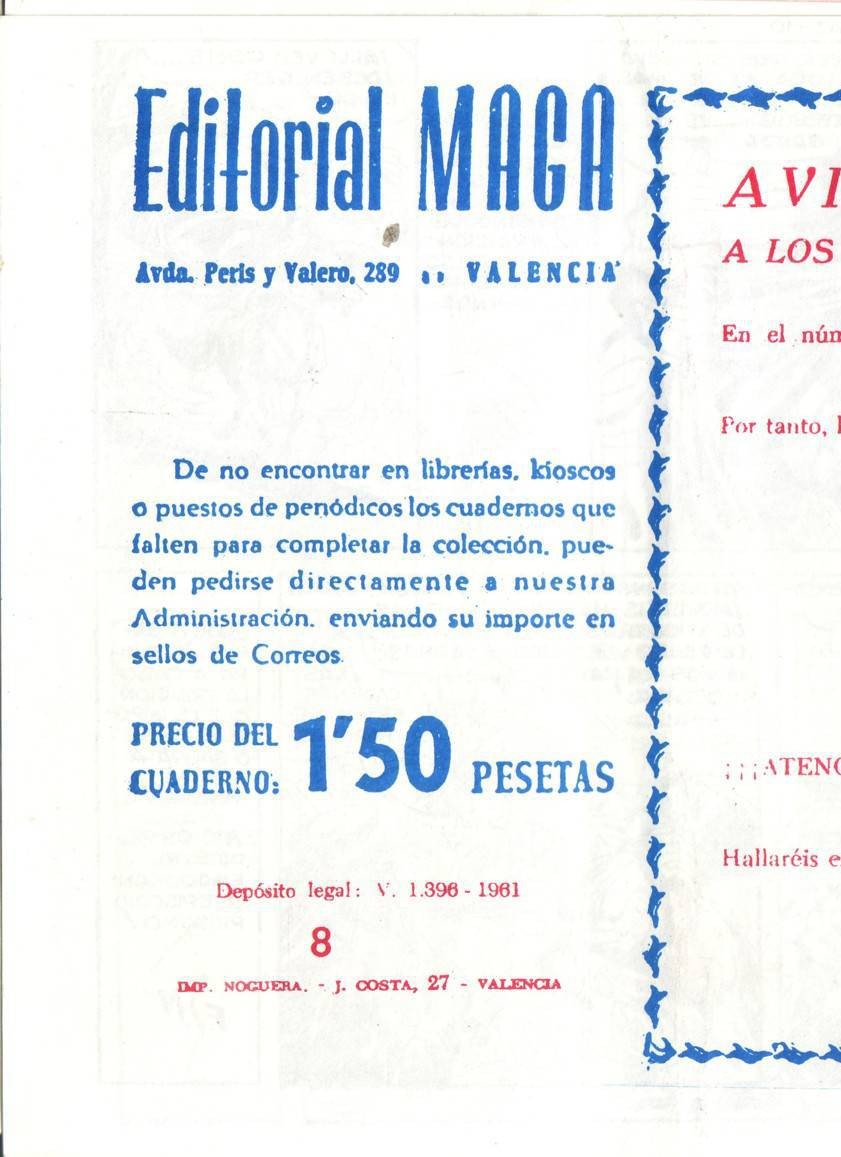 Editorial MAGA
Avda. Peris y Valero, 289 .. VALENCIA
De no encontrar en librerías, kioscos
o puestos de periódicos los cuadernos que
falten para completar la colección, pue-
den pedirse directamente a nuestra
Administración, enviando su importe en
sellos de Correos.
PRECIO DEL
CUADERNO: 1'50 PESETAS
Depósito legal: V. 1.396 - 1961
8
IMP. NOGUERA. - J. COSTA, 27 - VALENCIA
AVI
A LOS
En el núm
Por tanto,
¡¡¡ATENC
Hallaréis e